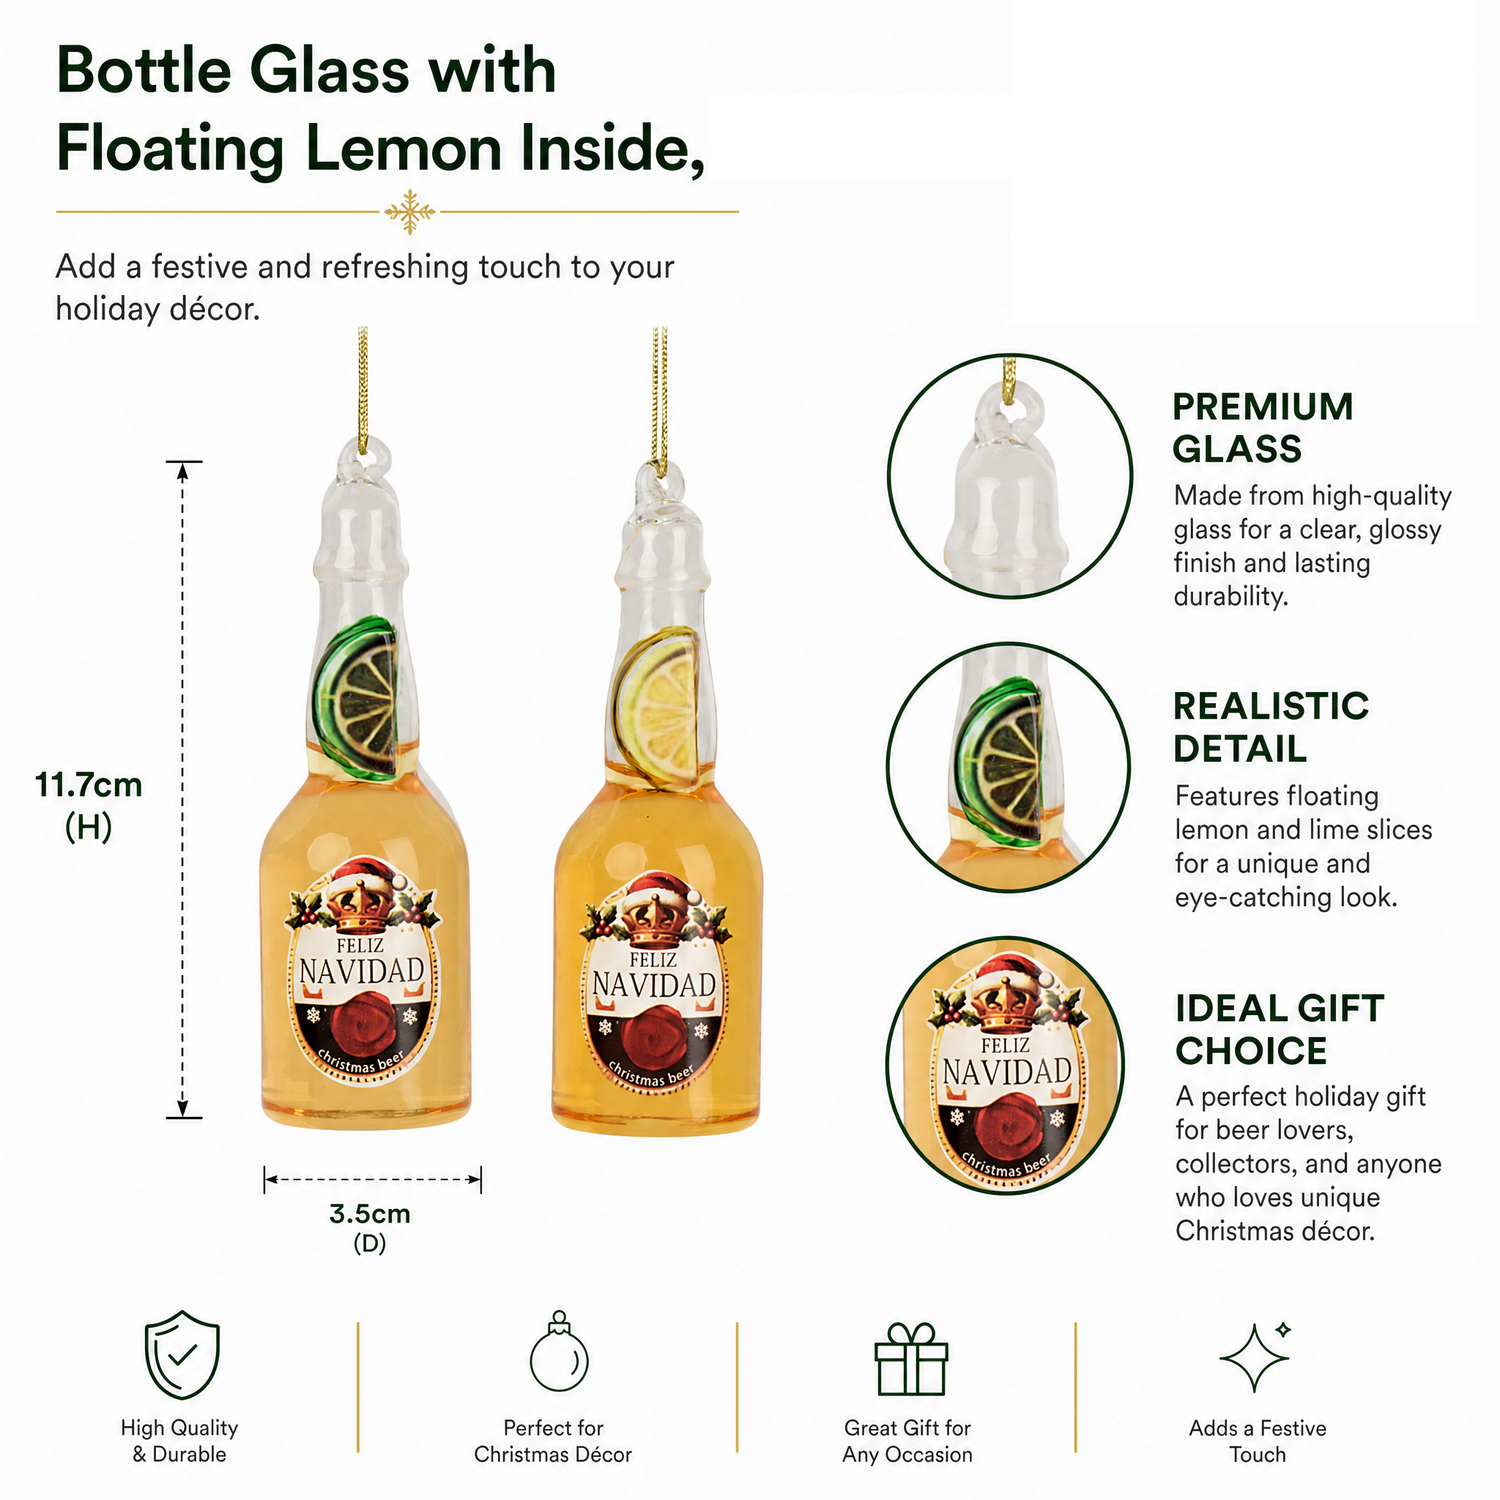 Bottle Glass with
Floating Lemon Inside,
Add a festive and refreshing touch to your
holiday décor.
11.7cm
(H)
FELIZ
NAVIDAD
christmas beer
FELIZ
NAVIDAD
christmas beer
3.5cm
(D)
PREMIUM
GLASS
Made from high-quality
glass for a clear, glossy
finish and lasting
durability.
REALISTIC
DETAIL
Features floating
lemon and lime slices
for a unique and
eye-catching look.
FELIZ
NAVIDAD
christmas beer
IDEAL GIFT
CHOICE
A perfect holiday gift
for beer lovers,
collectors, and anyone
who loves unique
Christmas décor.
High Quality
& Durable
Perfect for
Christmas Décor
Great Gift for
Any Occasion
Adds a Festive
Touch